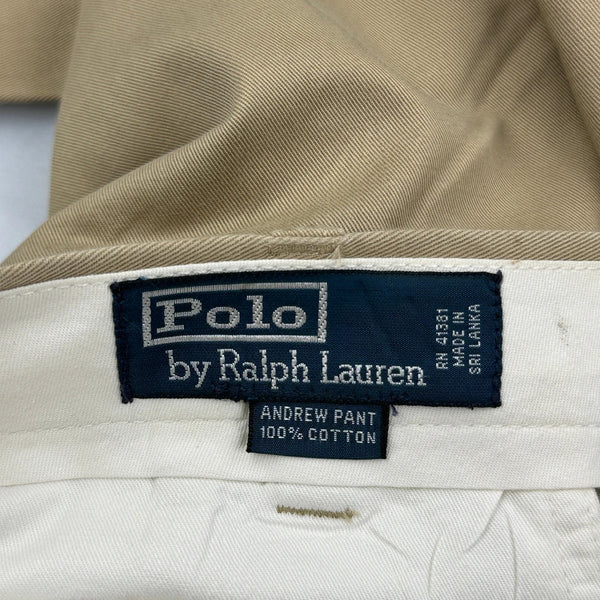 Polo
by Ralph Lauren
RN 41381
MADE IN
SRI LANKA
ANDREW PANT
100% COTTON